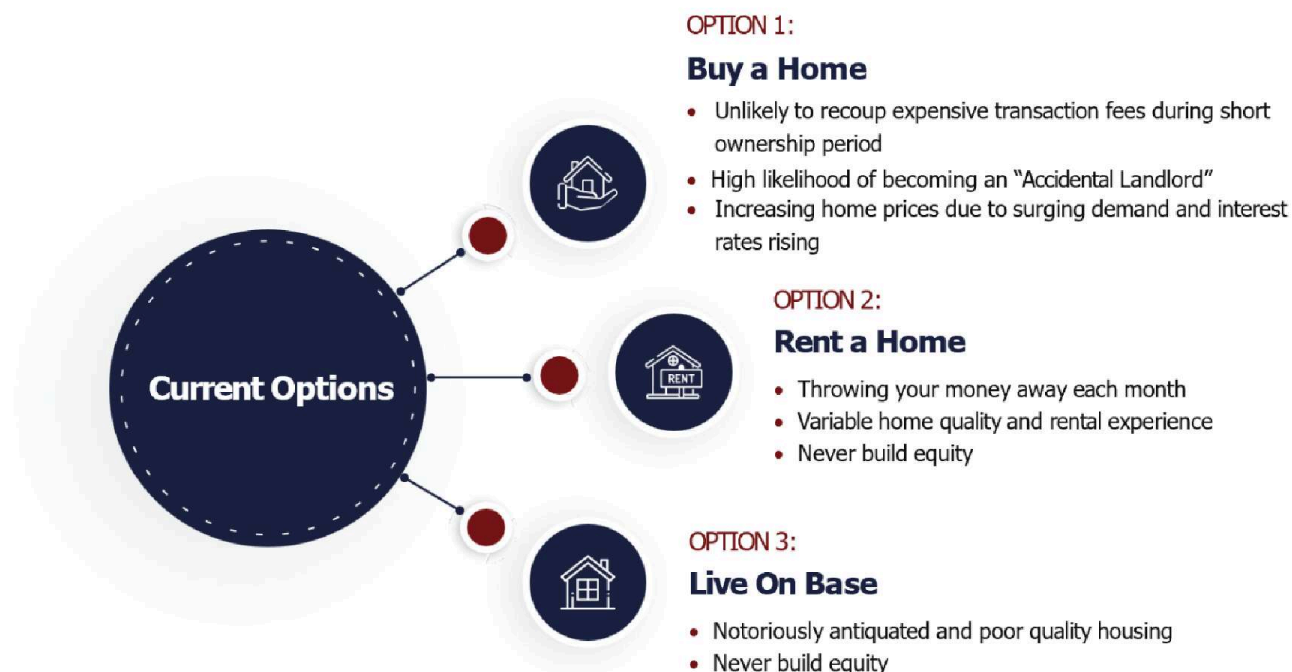 OPTION 1:
Buy a Home
• Unlikely to recoup expensive transaction fees during short
ownership period
• High likelihood of becoming an “Accidental Landlord”
• Increasing home prices due to surging demand and interest
rates rising
Current Options
RENT
OPTION 2:
Rent a Home
• Throwing your money away each month
• Variable home quality and rental experience
• Never build equity
OPTION 3:
Live On Base
• Notoriously antiquated and poor quality housing
• Never build equity